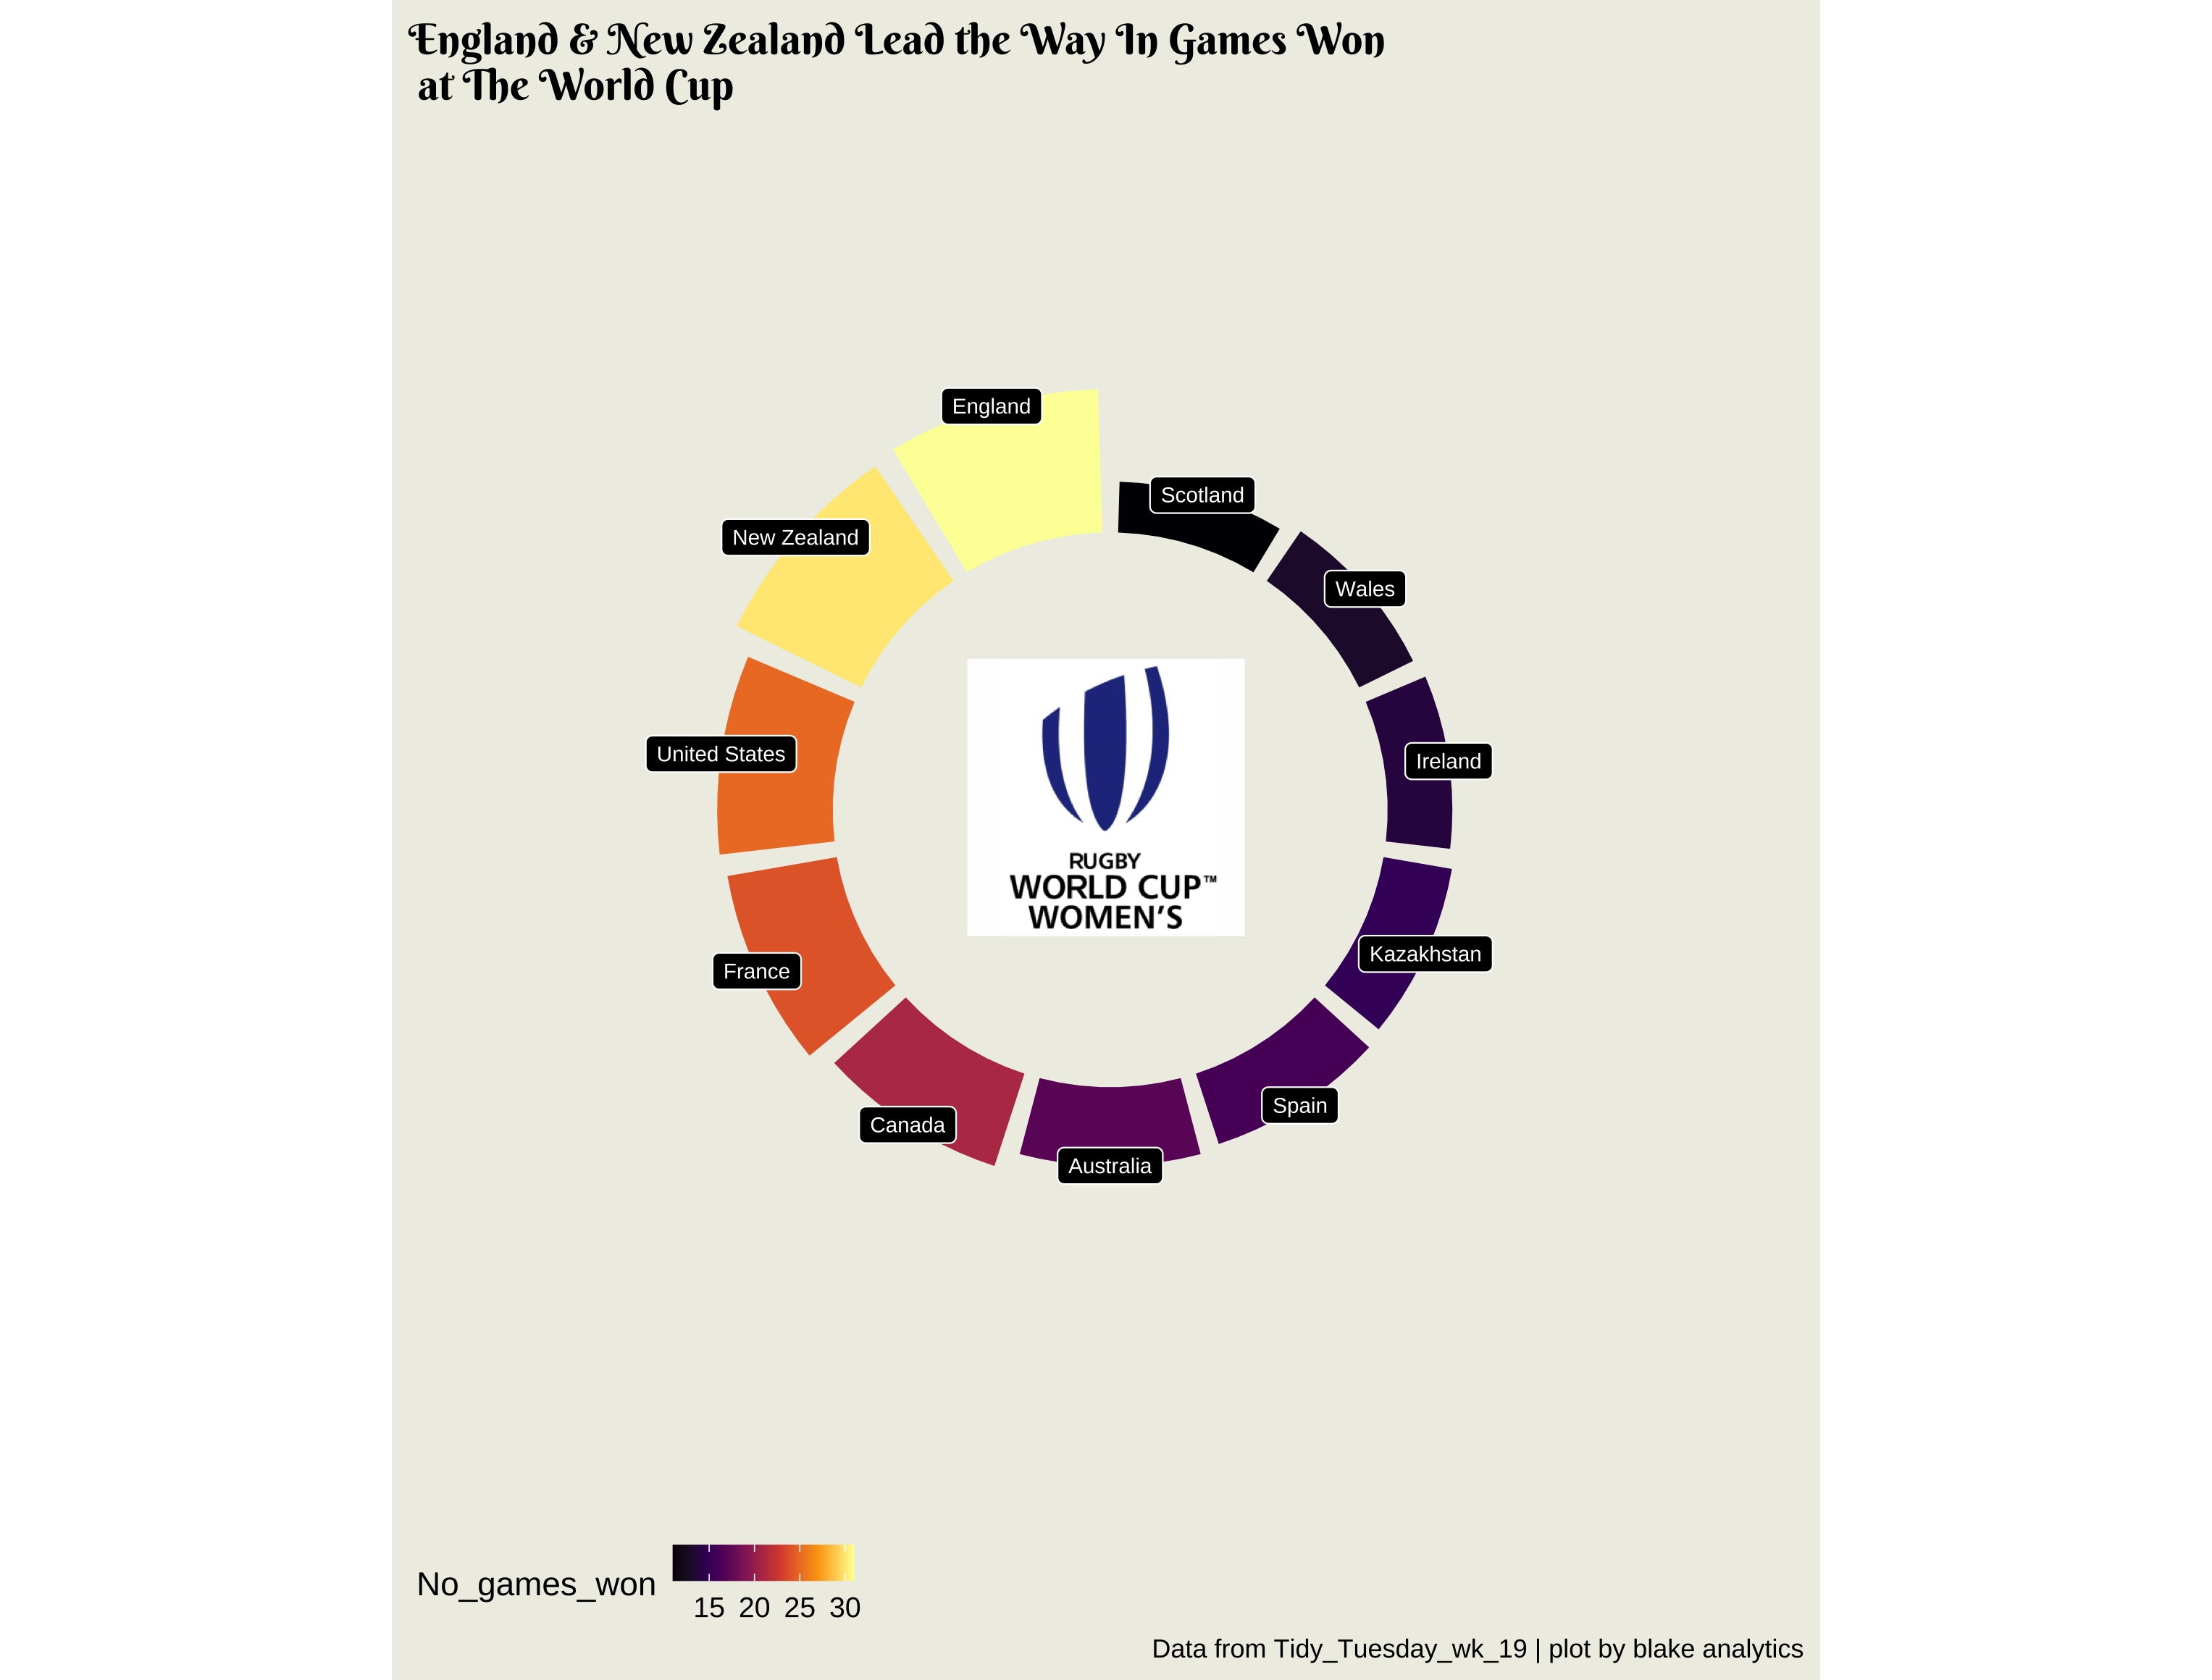 England & New Zealand Lead the Way In Games Won
at The World Cup
England
Scotland
New Zealand
Wales
United States
Ireland
France
Kazakhstan
Canada
Spain
Australia
RUGBY
WORLD CUP™
WOMEN'S
No_games_won
15 20 25 30
Data from Tidy_Tuesday_wk_19 | plot by blake analytics